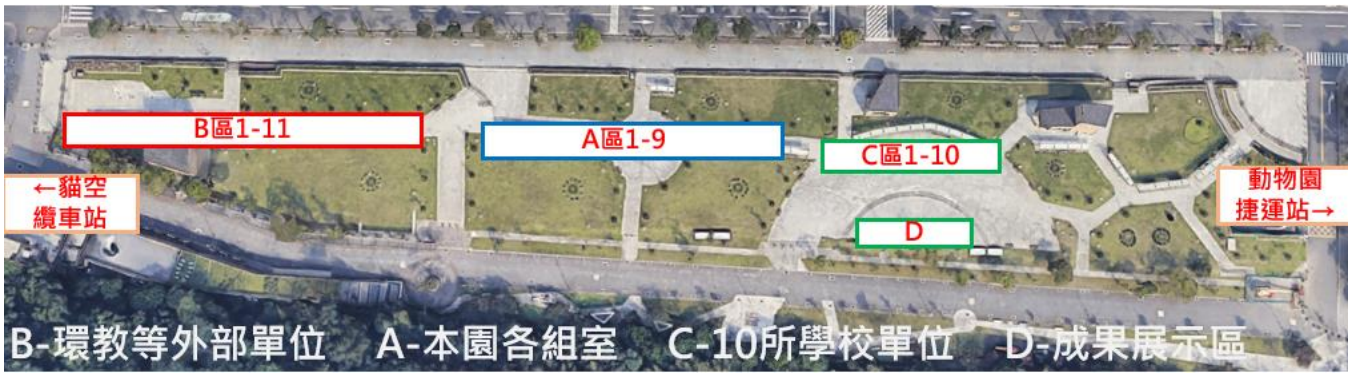 B區1-11
A區1-9
C區1-10
←貓空
纜車站
動物園
捷運站→
D
B-環教等外部單位 A-本園各組室 C-10所學校單位 D-成果展示區